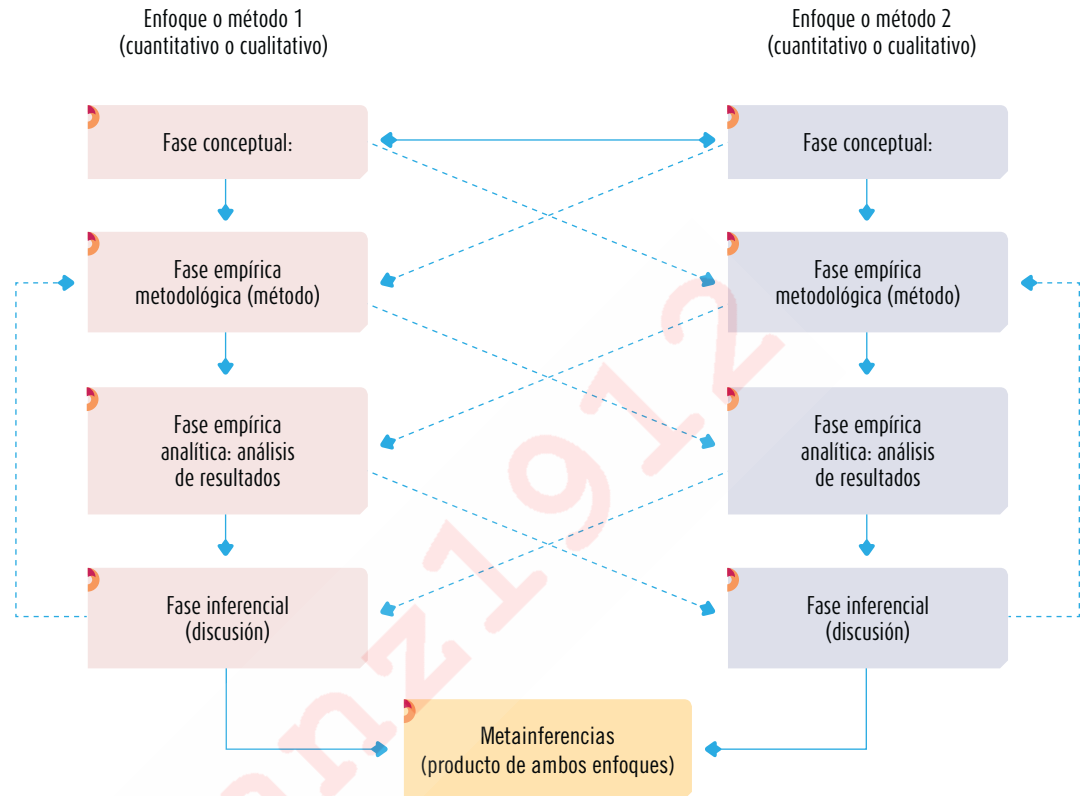 Enfoque o método 1
(cuantitativo o cualitativo)
Enfoque o método 2
(cuantitativo o cualitativo)
Fase conceptual:
Fase conceptual:
Fase empírica
metodológica (método)
Fase empírica
metodológica (método)
Fase empírica
analítica: análisis
de resultados
Fase empírica
analítica: análisis
de resultados
Fase inferencial
(discusión)
Fase inferencial
(discusión)
Metainferencias
(producto de ambos enfoques)
anz1912